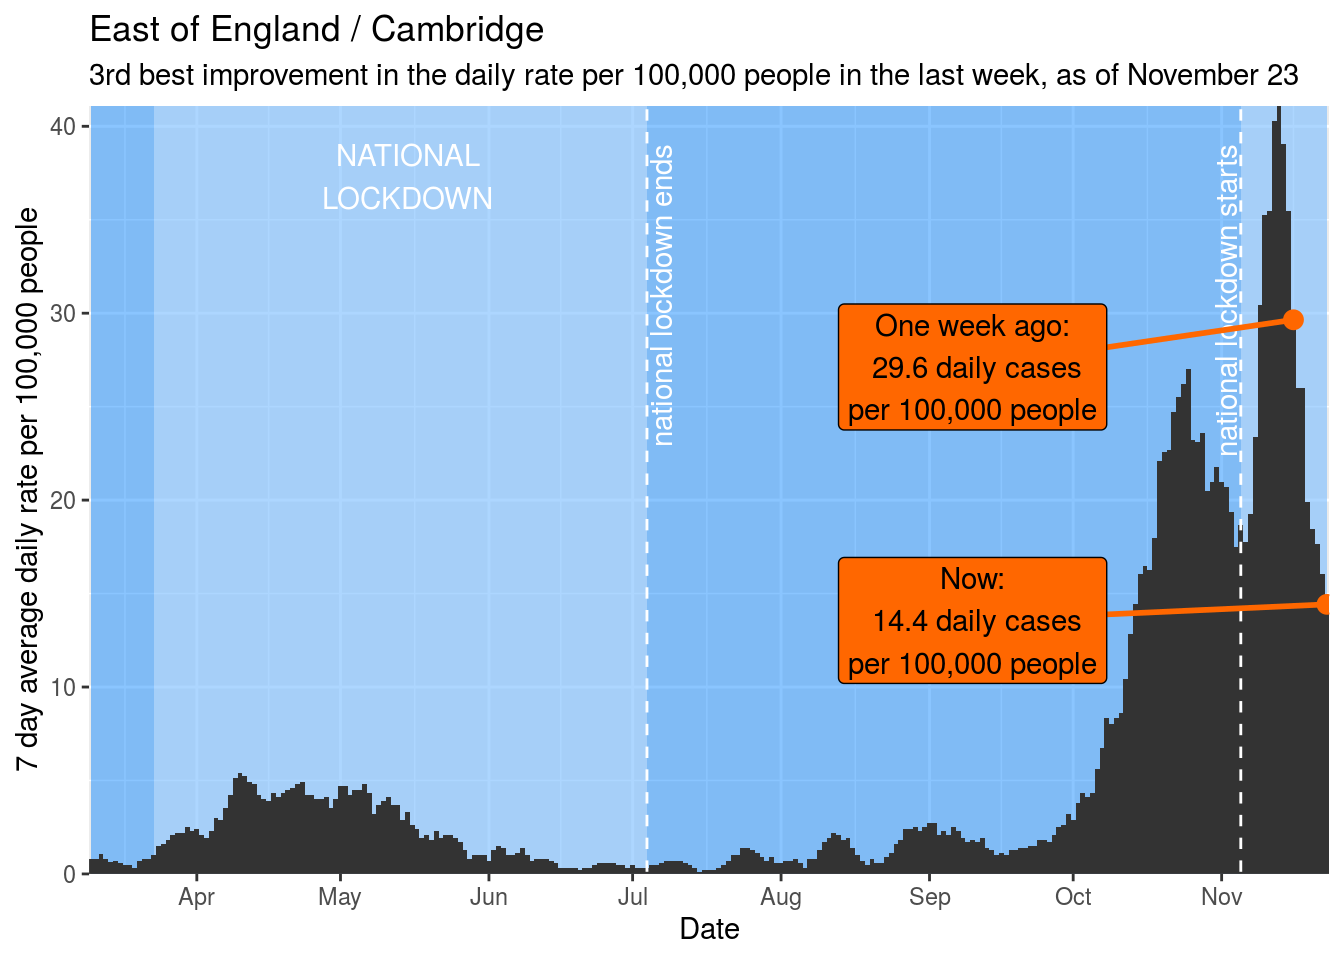 East of England / Cambridge
3rd best improvement in the daily rate per 100,000 people in the last week, as of November 23
7 day average daily rate per 100,000 people
40
30
20
10
0
NATIONAL
LOCKDOWN
national lockdown ends
national lockdown starts
One week ago:
29.6 daily cases
per 100,000 people
Now:
14.4 daily cases
per 100,000 people
Apr
May
Jun
Jul
Aug
Sep
Oct
Nov
Date